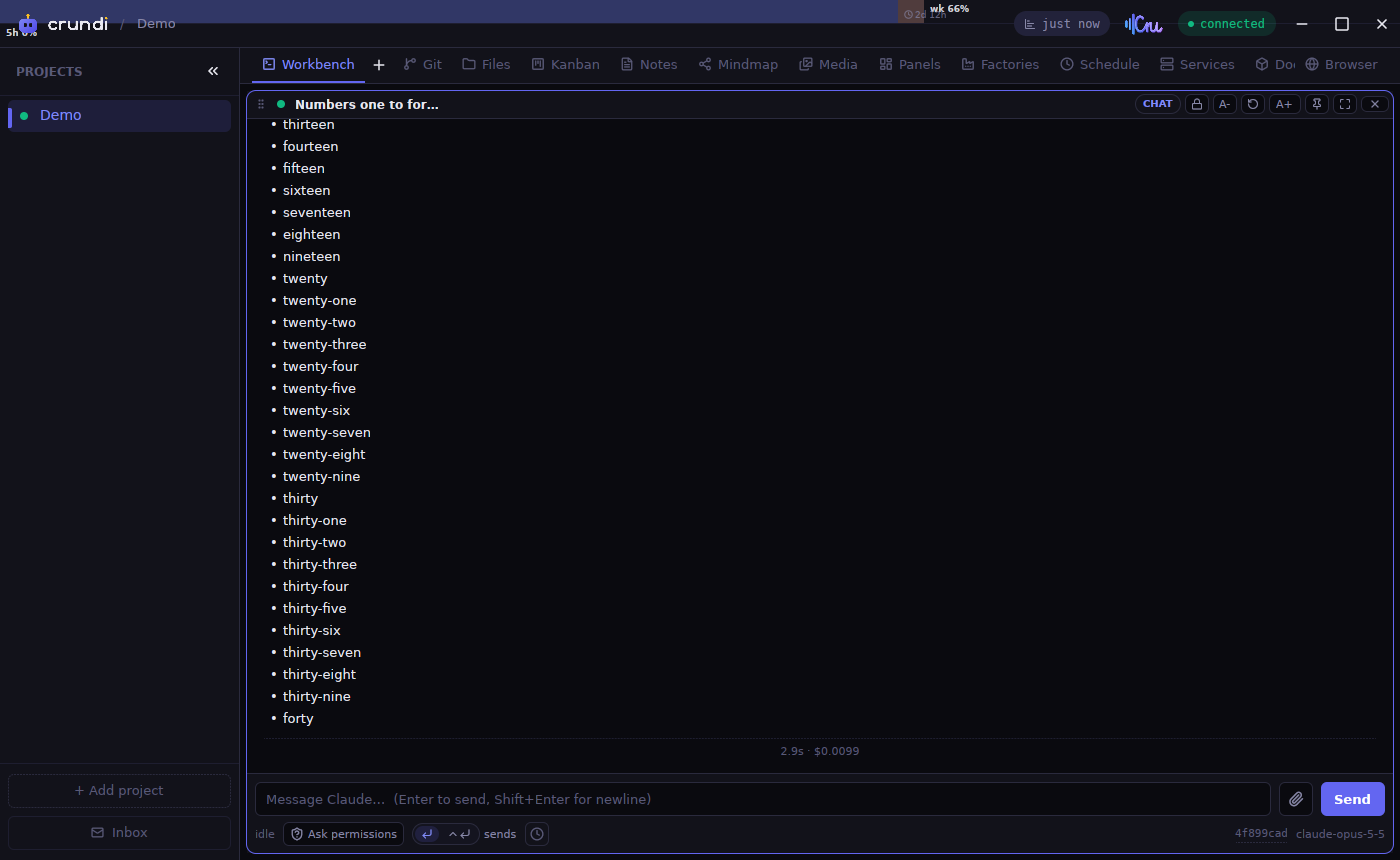 crundi / Demo
5h
2d 12h
wk 66%
just now
Cru
connected
PROJECTS
Workbench
Git
Files
Kanban
Notes
Mindmap
Media
Panels
Factories
Schedule
Services
Browser
Demo
Numbers one to for…
CHAT
A-
A+
• thirteen
• fourteen
• fifteen
• sixteen
• seventeen
• eighteen
• nineteen
• twenty
• twenty-one
• twenty-two
• twenty-three
• twenty-four
• twenty-five
• twenty-six
• twenty-seven
• twenty-eight
• twenty-nine
• thirty
• thirty-one
• thirty-two
• thirty-three
• thirty-four
• thirty-five
• thirty-six
• thirty-seven
• thirty-eight
• thirty-nine
• forty
2.9s · $0.0099
+ Add project
Inbox
Message Claude… (Enter to send, Shift+Enter for newline)
Send
idle
Ask permissions
sends
4f899cad
claude-opus-5-5